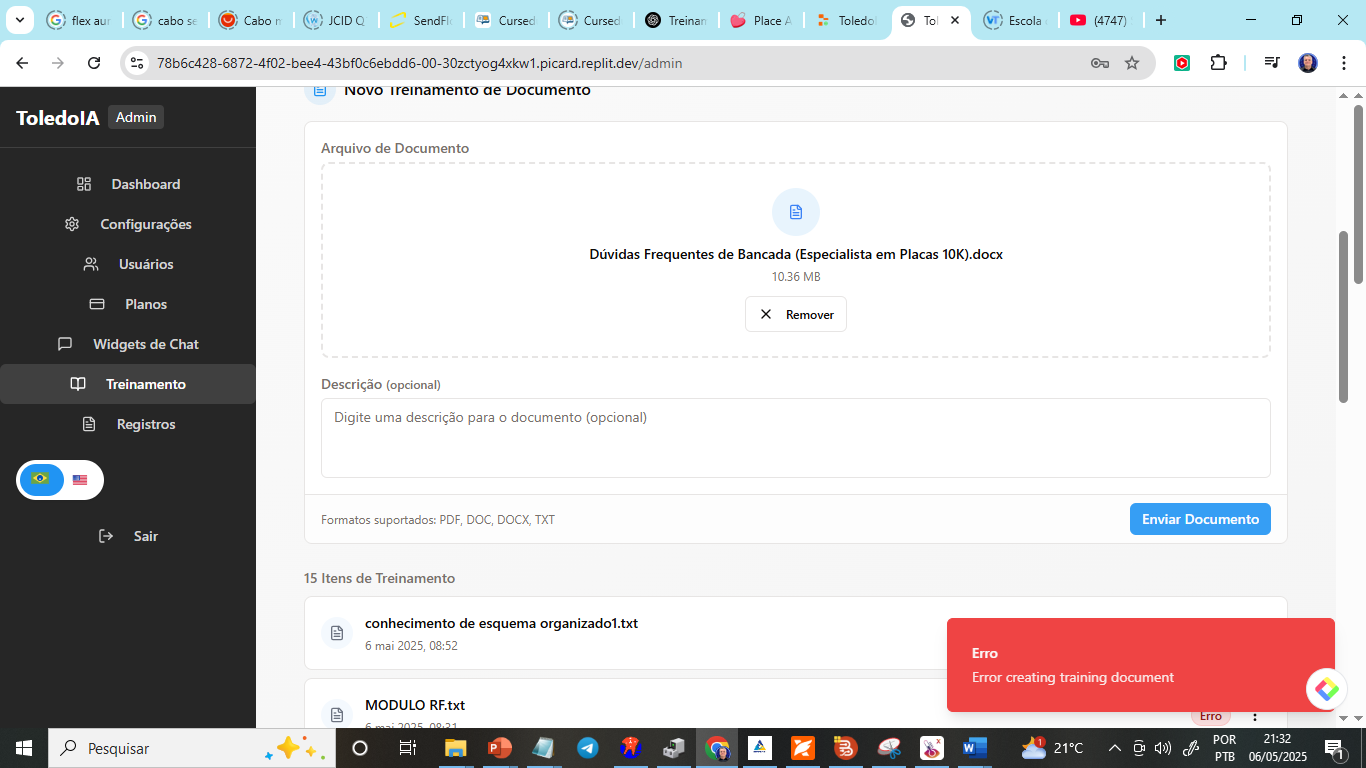 flex aur
cabo se
Cabo m
JCID Q
SendFl
Cursed
Cursed
Treinam
Place A
Toledo
Tol
Escola
(4747)
78b6c428-6872-4f02-bee4-43bf0c6ebdd6-00-30zctyog4xkw1.picard.replit.dev/admin
ToledoIA Admin
Dashboard
Configurações
Usuários
Planos
Widgets de Chat
Treinamento
Registros
Sair
Novo Treinamento de Documento
Arquivo de Documento
Dúvidas Frequentes de Bancada (Especialista em Placas 10K).docx
10.36 MB
Remover
Descrição (opcional)
Digite uma descrição para o documento (opcional)
Formatos suportados: PDF, DOC, DOCX, TXT
Enviar Documento
15 Itens de Treinamento
conhecimento de esquema organizado1.txt
6 mai 2025, 08:52
MODULO RF.txt
6 mai 2025, 08:31
Erro
Erro
Error creating training document
Pesquisar
21°C
POR
PTB
21:32
06/05/2025